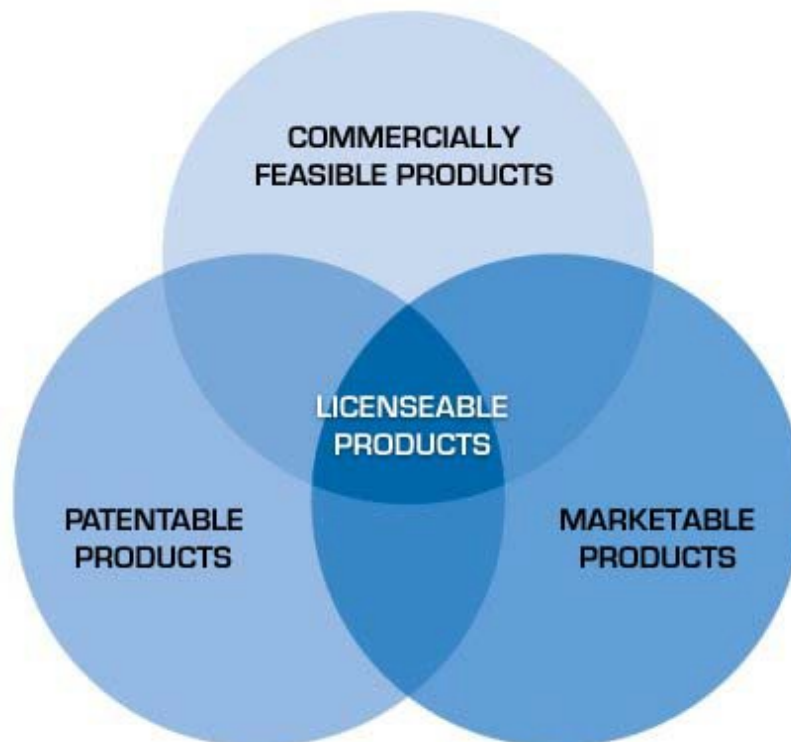 COMMERCIALLY
FEASIBLE PRODUCTS
LICENSEABLE
PRODUCTS
PATENTABLE
PRODUCTS
MARKETABLE
PRODUCTS